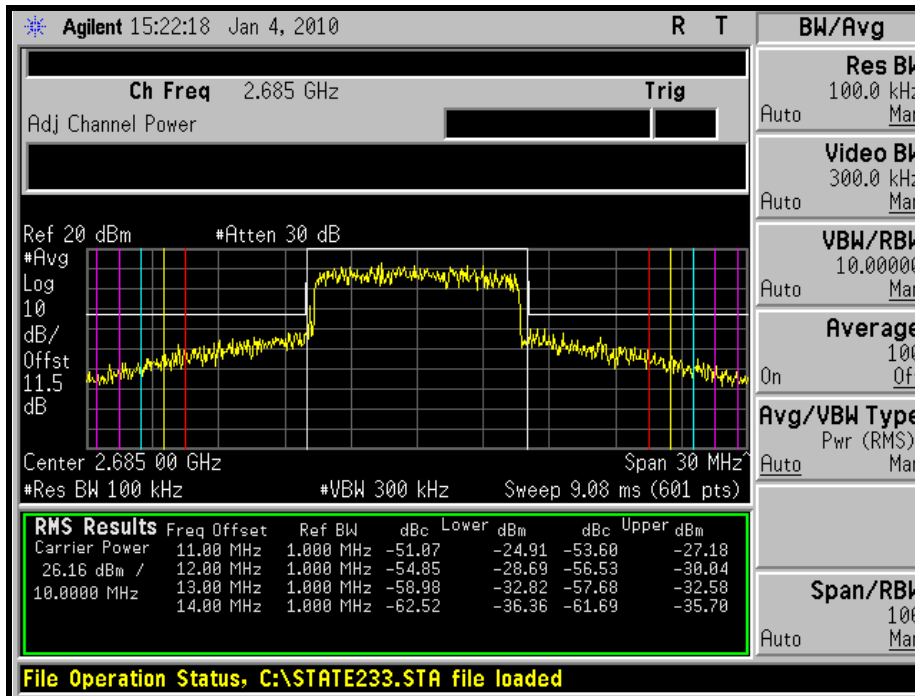 Agilent 15:22:18 Jan 4, 2010 R T
Ch Freq 2.685 GHz Trig
Adj Channel Power
Ref 20 dBm #Atten 30 dB
#Avg
Log
10
dB/
Offst
11.5
dB
Center 2.685 00 GHz Span 30 MHz^
#Res BW 100 kHz #VBW 300 kHz Sweep 9.08 ms (601 pts)
RMS Results Freq Offset Ref BW dBc Lower dBm dBc Upper dBm
Carrier Power 11.00 MHz 1.000 MHz -51.07 -24.91 -53.60 -27.18
26.16 dBm / 12.00 MHz 1.000 MHz -54.85 -28.69 -56.53 -30.04
10.0000 MHz 13.00 MHz 1.000 MHz -58.98 -32.82 -57.68 -32.58
14.00 MHz 1.000 MHz -62.52 -36.36 -61.69 -35.70
File Operation Status, C:\STATE233.STA file loaded
BW/Avg
Res
100.0
Auto
Video
300.0
Auto
VBW/RBW
10.00000
Auto
Average
100
On
Avg/VBW Type
Pwr (RMS)
Auto
Span/RBW
106
Auto